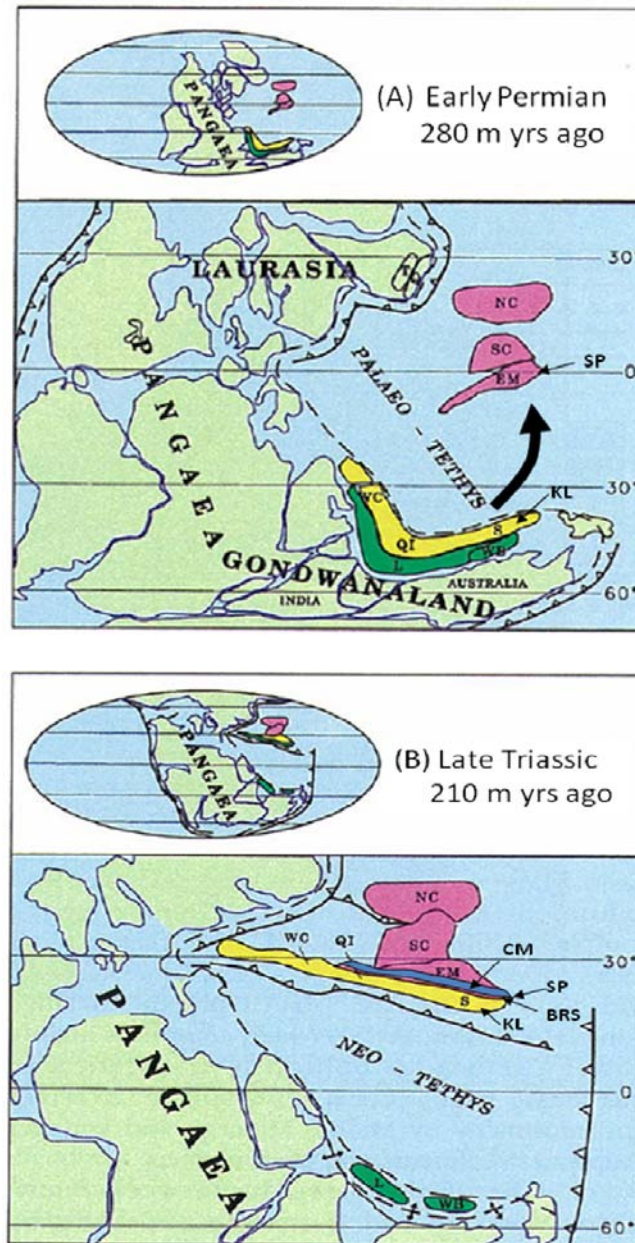 PANGAEA
(A) Early Permian
280 m yrs ago
LAURASIA
30°
NC
SC
SP
EM
0°
PANGAEA
PALAEO - TETHYS
30°
KL
WC
S
QI
WB
L
GONDWANALAND
AUSTRALIA
INDIA
60°
PANGAEA
(B) Late Triassic
210 m yrs ago
NC
SC
WC
QI
CM
30°
EM
SP
BRS
S
KL
PANGAEA
NEO - TETHYS
0
L
WB
60°